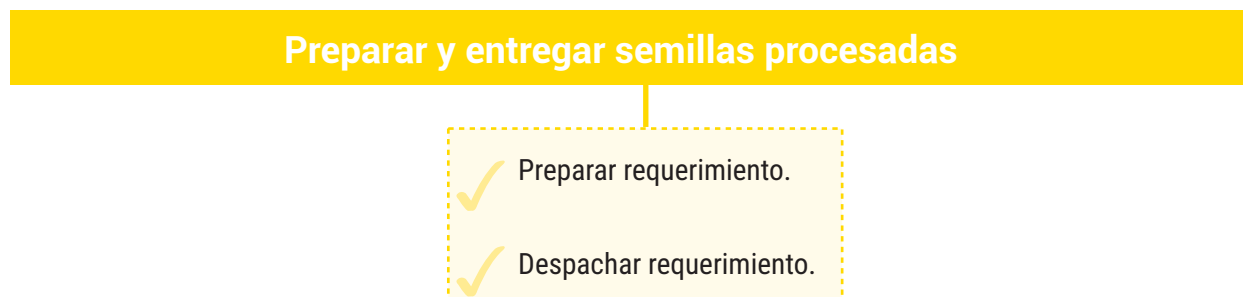 Preparar y entregar semillas procesadas
Preparar requerimiento.
Despachar requerimiento.